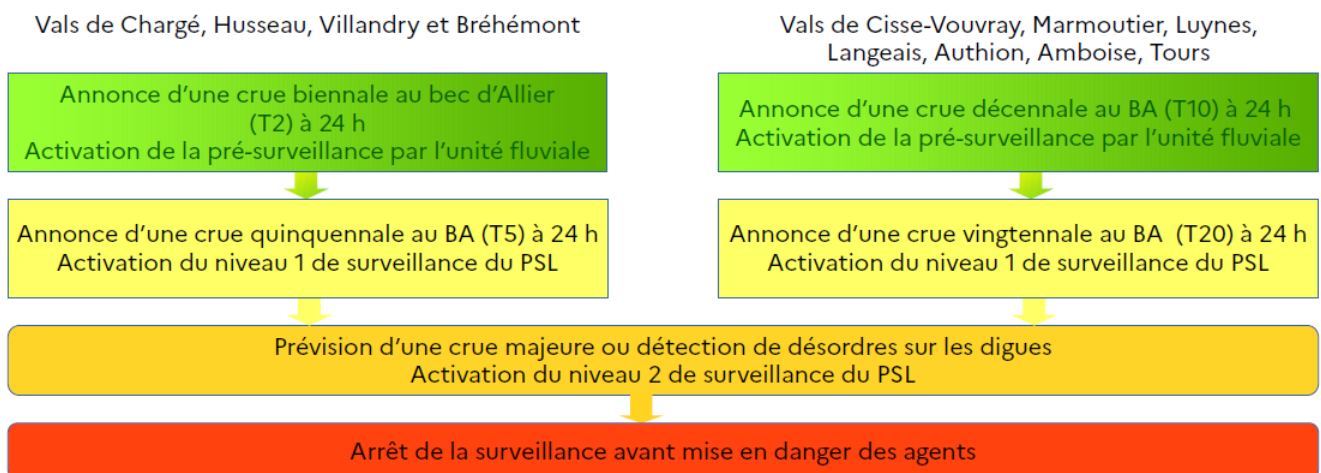 Vals de Chargé, Husseau, Villandry et Bréhémont
Vals de Cisse-Vouvray, Marmoutier, Luynes,
Langeais, Authion, Amboise, Tours
Annonce d’une crue biennale au bec d’Allier
(T2) à 24 h
Activation de la pré-surveillance par l’unité fluviale
Annonce d’une crue décennale au BA (T10) à 24 h
Activation de la pré-surveillance par l’unité fluviale
Annonce d’une crue quinquennale au BA (T5) à 24 h
Activation du niveau 1 de surveillance du PSL
Annonce d’une crue vingtennale au BA (T20) à 24 h
Activation du niveau 1 de surveillance du PSL
Prévision d’une crue majeure ou détection de désordres sur les digues
Activation du niveau 2 de surveillance du PSL
Arrêt de la surveillance avant mise en danger des agents